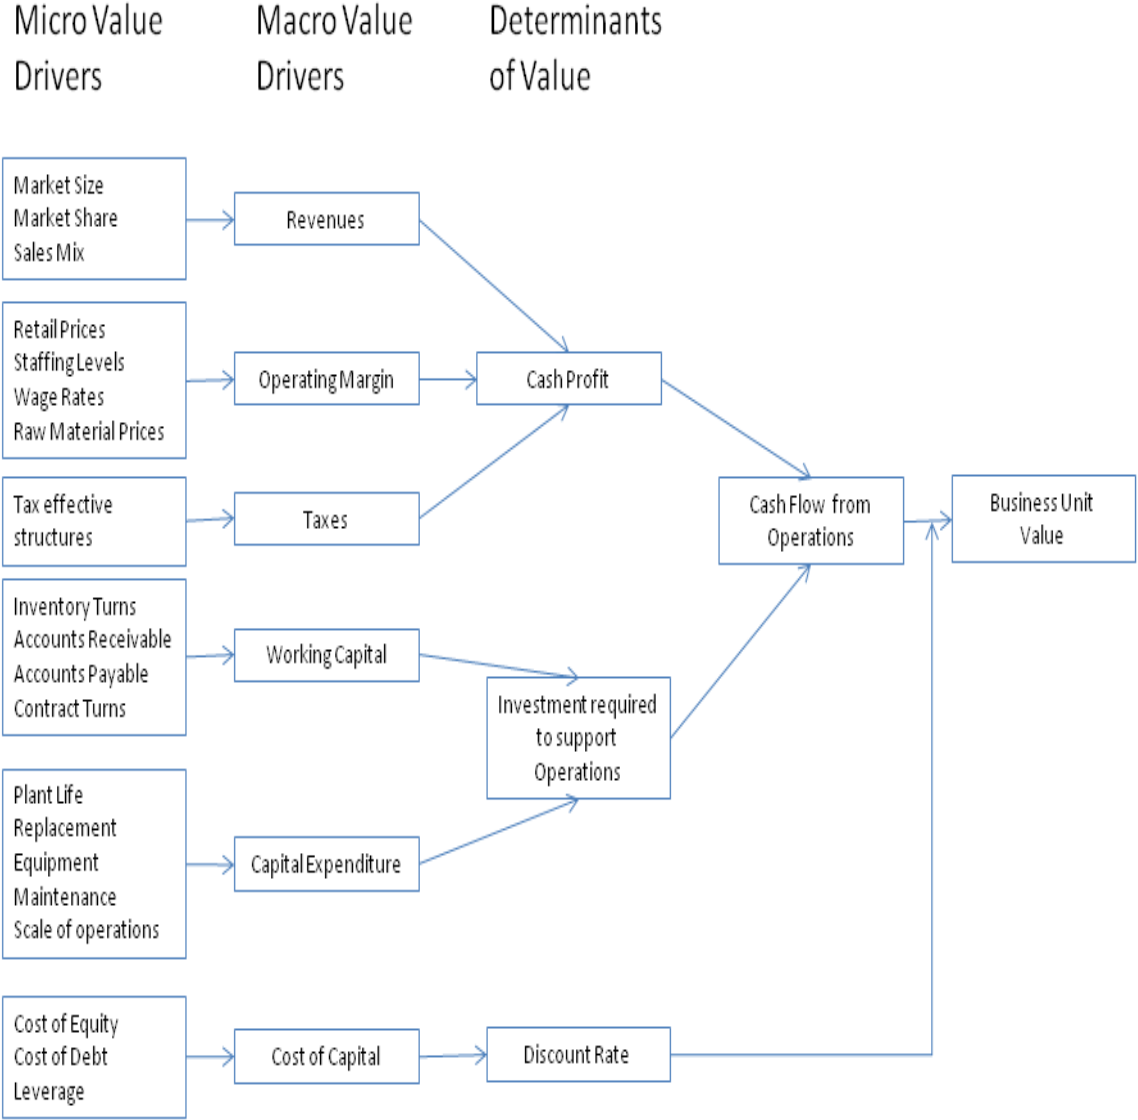 Micro Value
Drivers
Macro Value
Drivers
Determinants
of Value
Market Size
Market Share
Sales Mix
Revenues
Retail Prices
Staffing Levels
Wage Rates
Raw Material Prices
Operating Margin
Cash Profit
Tax effective
structures
Taxes
Cash Flow from
Operations
Business Unit
Value
Inventory Turns
Accounts Receivable
Accounts Payable
Contract Turns
Working Capital
Investment required
to support
Operations
Plant Life
Replacement
Equipment
Maintenance
Scale of operations
Capital Expenditure
Cost of Equity
Cost of Debt
Leverage
Cost of Capital
Discount Rate